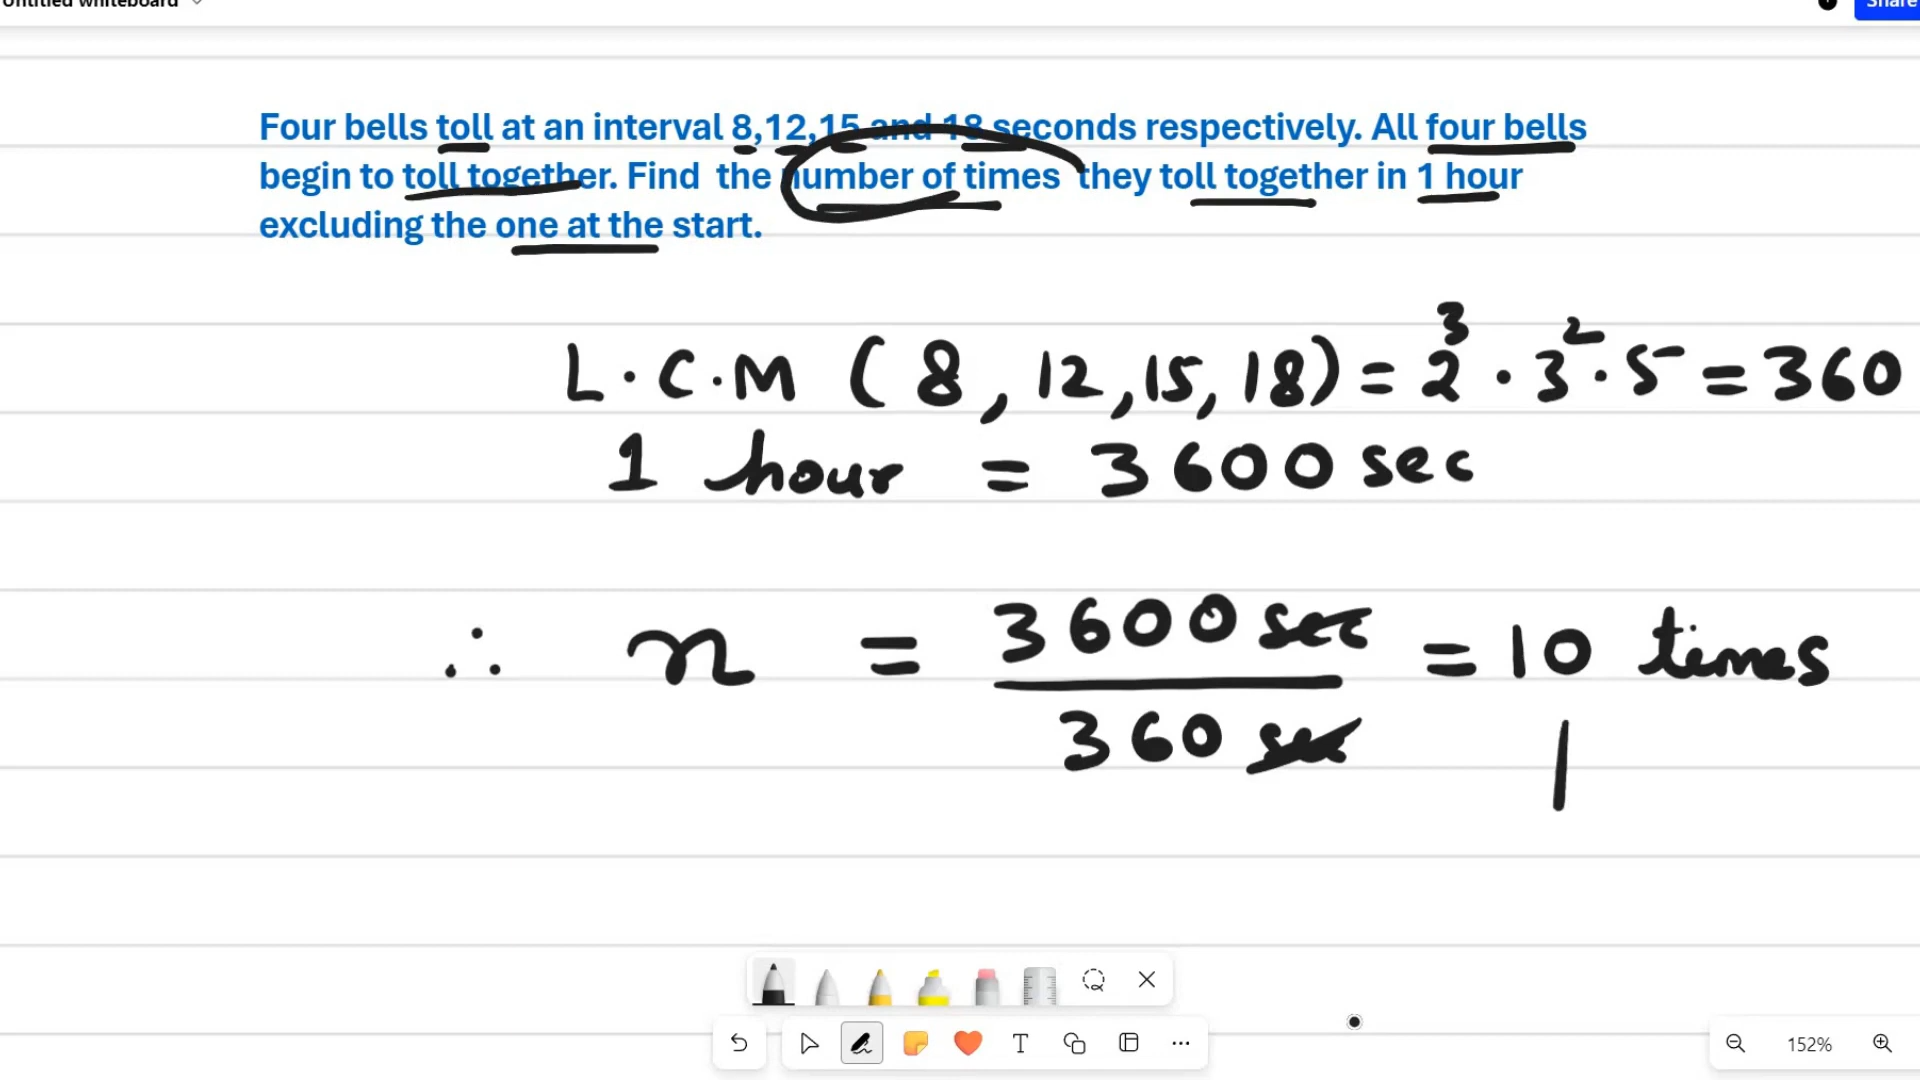 Untitled whiteboard
Share
Four bells toll at an interval 8,12,15 and 18 seconds respectively. All four bells
begin to toll together. Find the number of times they toll together in 1 hour
excluding the one at the start.
L.C.M (8, 12, 15, 18) = 2³ · 3² · 5 = 360
1 hour = 3600 sec
∴ n = 3600 sec / 360 sec = 10 times
152%